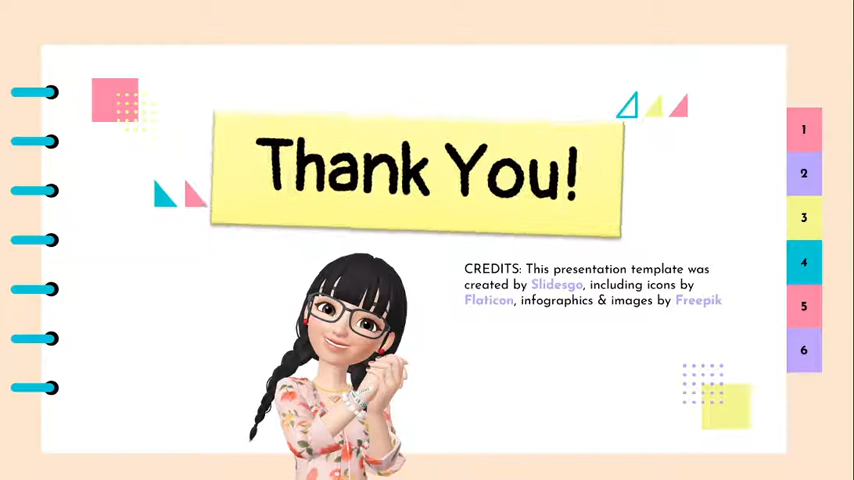 Thank You!
CREDITS: This presentation template was
created by Slidesgo, including icons by
Flaticon, infographics & images by Freepik
1
2
3
4
5
6